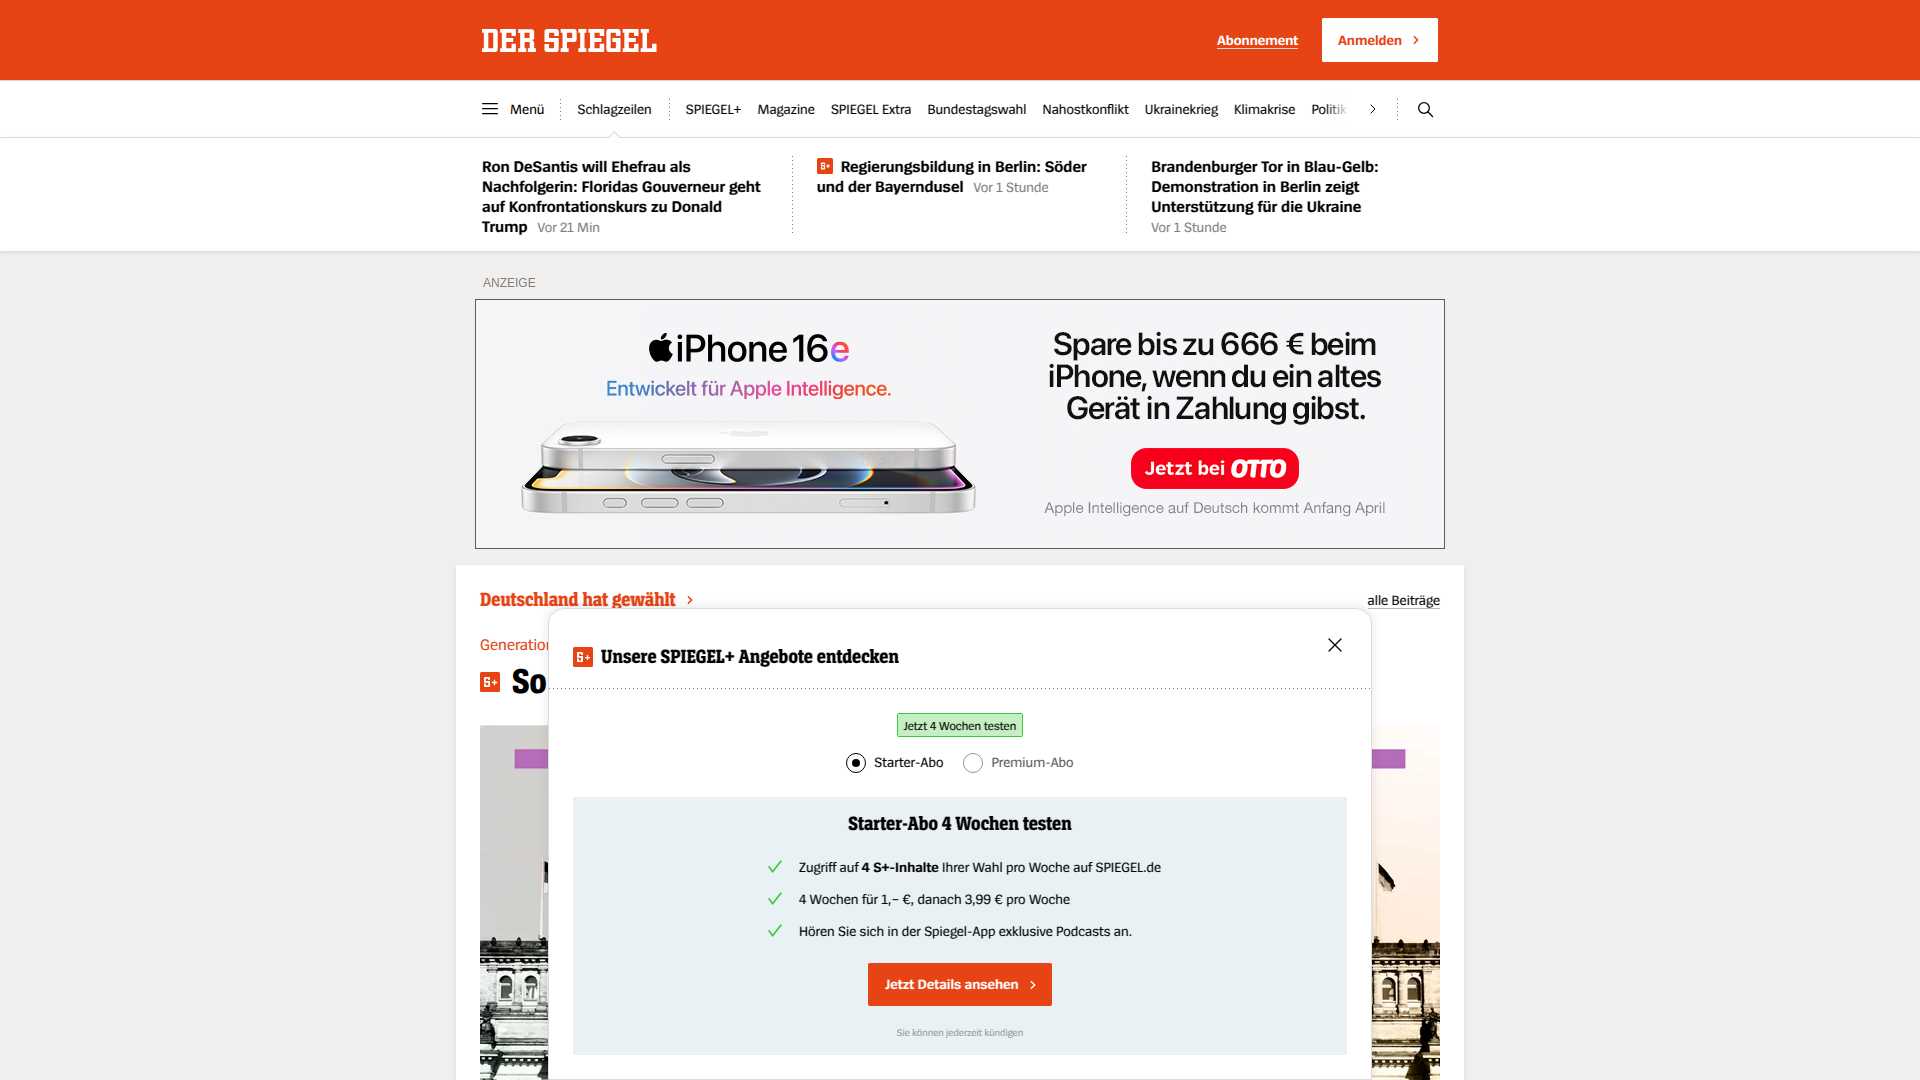 DER SPIEGEL
Abonnement
Anmelden
Menü
Schlagzeilen
SPIEGEL+
Magazine
SPIEGEL Extra
Bundestagswahl
Nahostkonflikt
Ukrainekrieg
Klimakrise
Politik
Ron DeSantis will Ehefrau als
Nachfolgerin: Floridas Gouverneur geht
auf Konfrontationskurs zu Donald
Trump Vor 21 Min
S+ Regierungsbildung in Berlin: Söder
und der Bayerndusel Vor 1 Stunde
Brandenburger Tor in Blau-Gelb:
Demonstration in Berlin zeigt
Unterstützung für die Ukraine
Vor 1 Stunde
ANZEIGE
iPhone 16e
Entwickelt für Apple Intelligence.
Spare bis zu 666 € beim
iPhone, wenn du ein altes
Gerät in Zahlung gibst.
Jetzt bei OTTO
Apple Intelligence auf Deutsch kommt Anfang April
Deutschland hat gewählt
alle Beiträge
Generation
S+ So
S+ Unsere SPIEGEL+ Angebote entdecken
Jetzt 4 Wochen testen
Starter-Abo
Premium-Abo
Starter-Abo 4 Wochen testen
Zugriff auf 4 S+-Inhalte Ihrer Wahl pro Woche auf SPIEGEL.de
4 Wochen für 1,– €, danach 3,99 € pro Woche
Hören Sie sich in der Spiegel-App exklusive Podcasts an.
Jetzt Details ansehen
Sie können jederzeit kündigen